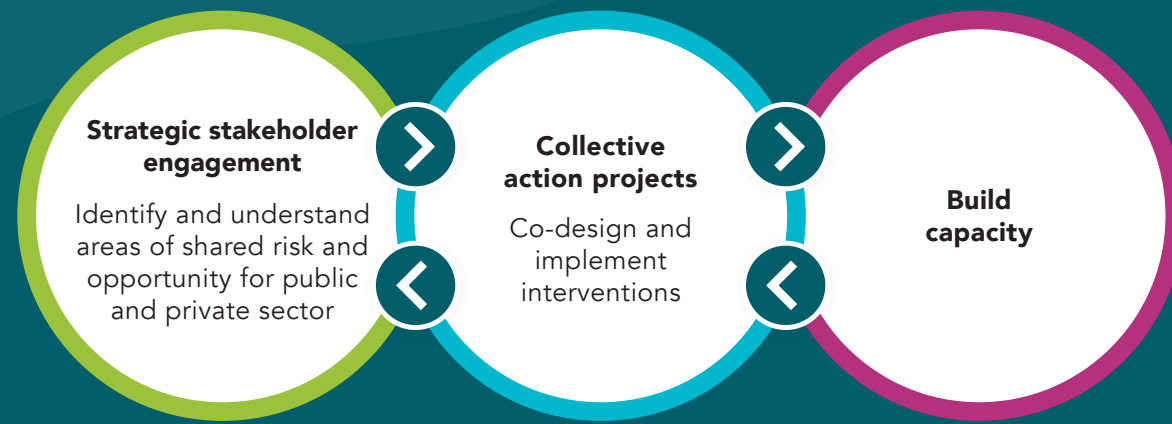 Strategic stakeholder
engagement
Identify and understand
areas of shared risk and
opportunity for public
and private sector
Collective
action projects
Co-design and
implement
interventions
Build
capacity